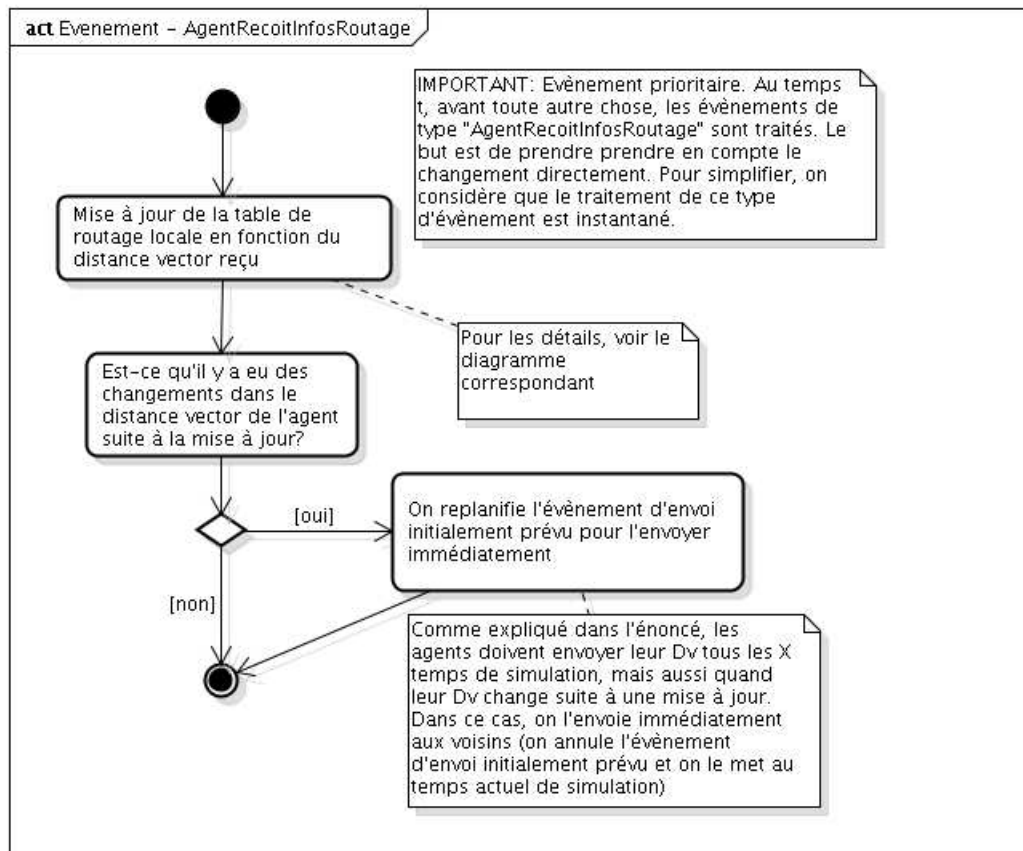 act Evenement - AgentRecoitInfosRoutage
IMPORTANT: Evènement prioritaire. Au temps
t, avant toute autre chose, les évènements de
type "AgentRecoitInfosRoutage" sont traités. Le
but est de prendre prendre en compte le
changement directement. Pour simplifier, on
considère que le traitement de ce type
d'évènement est instantané.
Mise à jour de la table de
routage locale en fonction du
distance vector reçu
Pour les détails, voir le
diagramme
correspondant
Est-ce qu'il y a eu des
changements dans le
distance vector de l'agent
suite à la mise à jour?
[oui]
On replanifie l'évènement d'envoi
initialement prévu pour l'envoyer
immédiatement
[non]
Comme expliqué dans l'énoncé, les
agents doivent envoyer leur Dv tous les X
temps de simulation, mais aussi quand
leur Dv change suite à une mise à jour.
Dans ce cas, on l'envoie immédiatement
aux voisins (on annule l'évènement
d'envoi initialement prévu et on le met au
temps actuel de simulation)